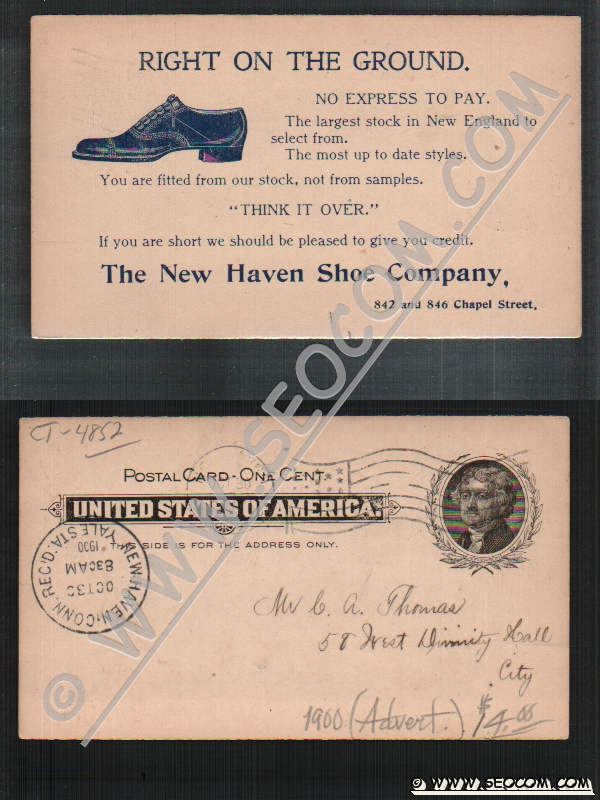 RIGHT ON THE GROUND.
NO EXPRESS TO PAY.
The largest stock in New England to
select from.
The most up to date styles.
You are fitted from our stock, not from samples.
"THINK IT OVER."
If you are short we should be pleased to give you credit.
The New Haven Shoe Company,
842 and 846 Chapel Street.
CT-4852
POSTAL CARD - ONE CENT.
UNITED STATES OF AMERICA.
THIS SIDE IS FOR THE ADDRESS ONLY.
NEW HAVEN, CONN. REC'D.
YALE STA.
OCT 30
830 AM
1900
Mr C. A. Thomas
58 West Divinity Hall
City
1900 (Advert.) $4.00
© WWW.SEOCOM.COM
© WWW.SEOCOM.COM